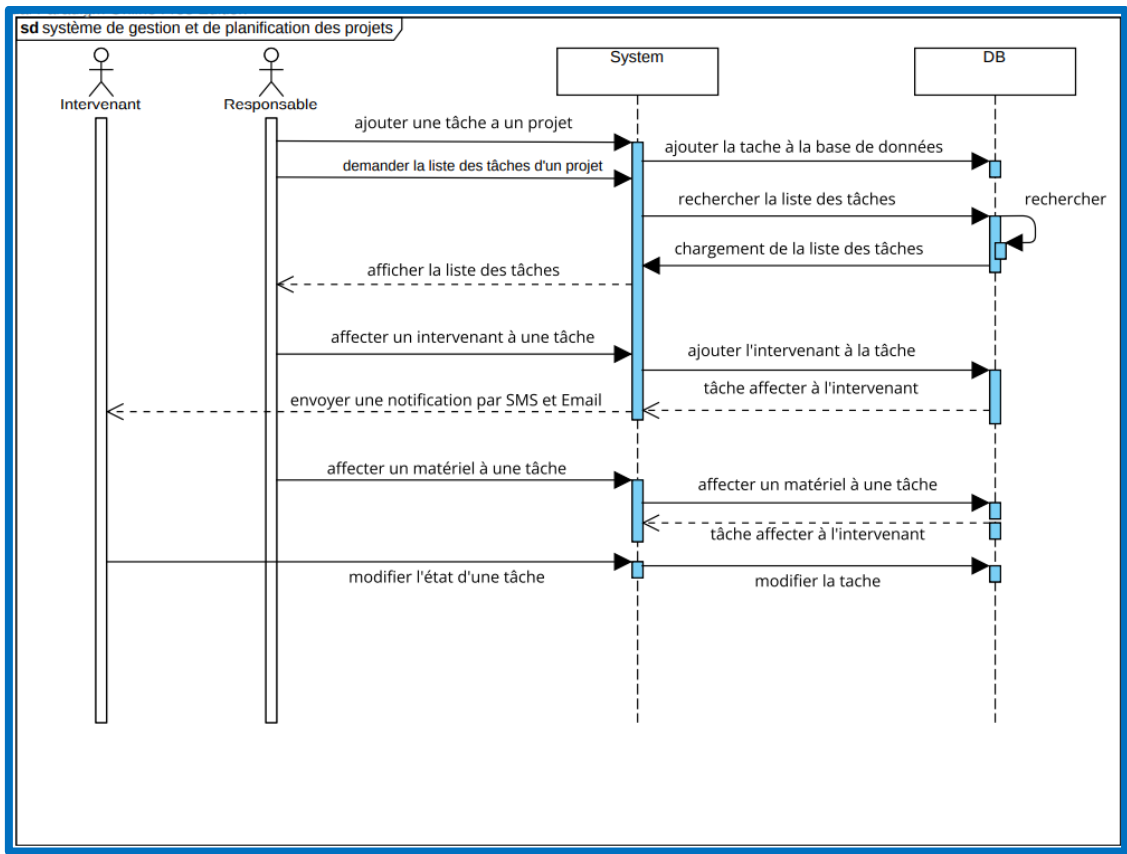 sd système de gestion et de planification des projets
Intervenant
Responsable
System
DB
ajouter une tâche a un projet
ajouter la tache à la base de données
demander la liste des tâches d'un projet
rechercher la liste des tâches
rechercher
chargement de la liste des tâches
afficher la liste des tâches
affecter un intervenant à une tâche
ajouter l'intervenant à la tâche
tâche affecter à l'intervenant
envoyer une notification par SMS et Email
affecter un matériel à une tâche
affecter un matériel à une tâche
tâche affecter à l'intervenant
modifier l'état d'une tâche
modifier la tache